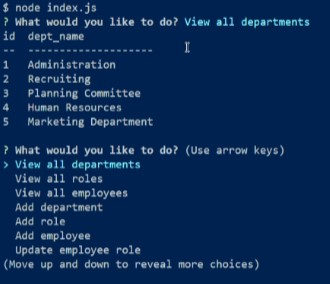 $ node index.js
? What would you like to do? View all departments
id  dept_name
--  --------------------
1   Administration
2   Recruiting
3   Planning Committee
4   Human Resources
5   Marketing Department
? What would you like to do? (Use arrow keys)
> View all departments
  View all roles
  View all employees
  Add department
  Add role
  Add employee
  Update employee role
(Move up and down to reveal more choices)